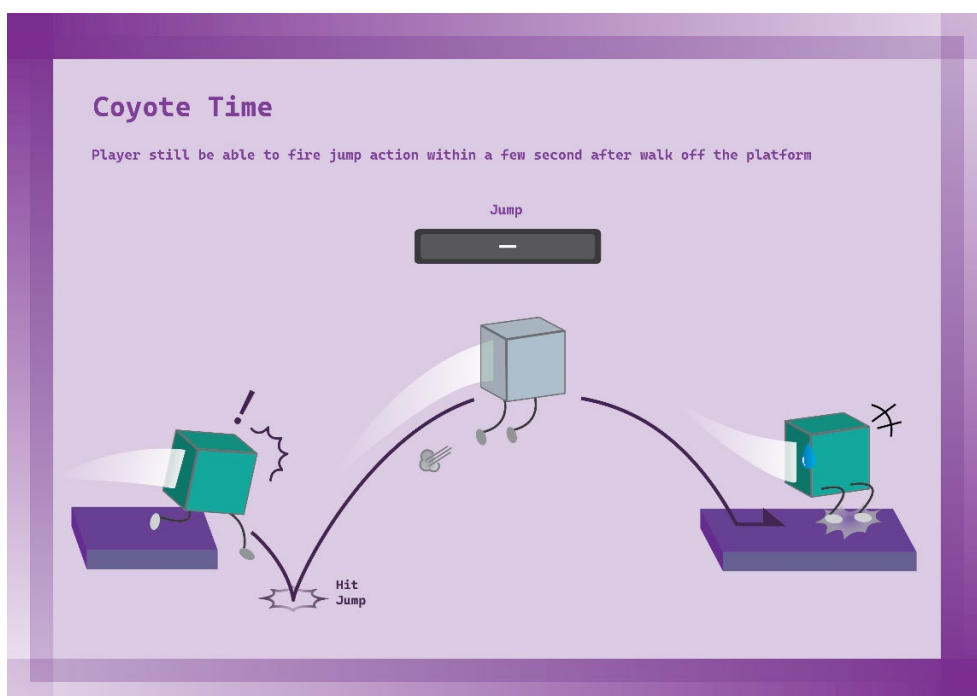 Coyote Time
Player still be able to fire jump action within a few second after walk off the platform
Jump
Hit
Jump